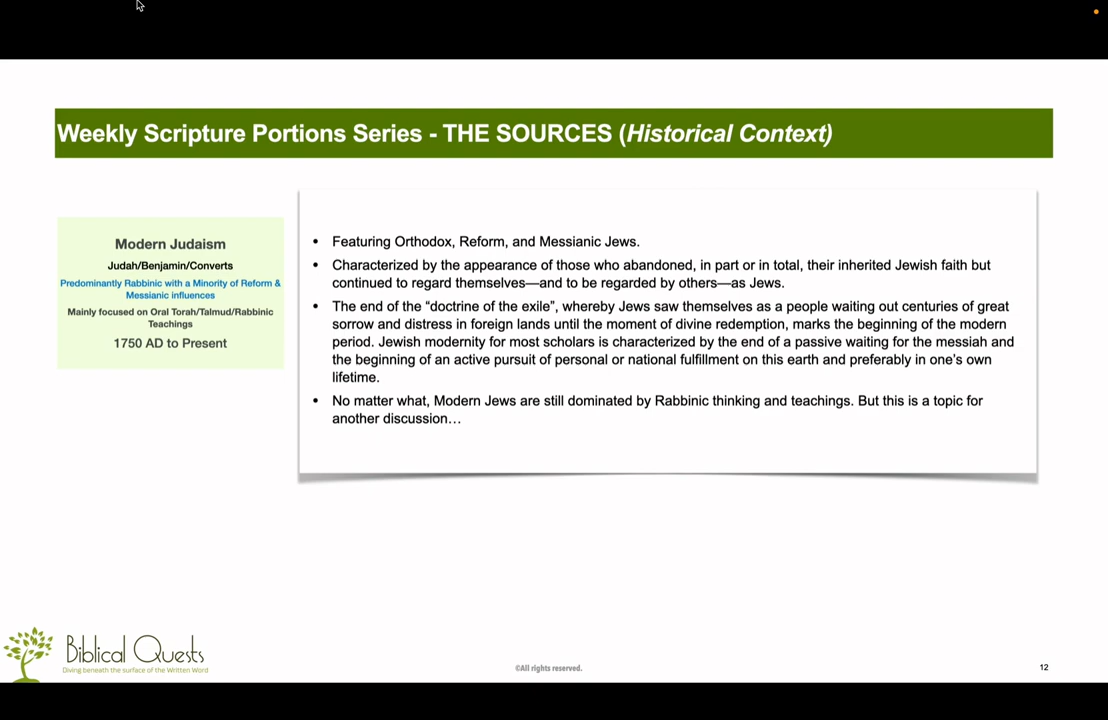 Weekly Scripture Portions Series - THE SOURCES (Historical Context)
Modern Judaism
Judah/Benjamin/Converts
Predominantly Rabbinic with a Minority of Reform &
Messianic influences
Mainly focused on Oral Torah/Talmud/Rabbinic
Teachings
1750 AD to Present
• Featuring Orthodox, Reform, and Messianic Jews.
• Characterized by the appearance of those who abandoned, in part or in total, their inherited Jewish faith but
continued to regard themselves—and to be regarded by others—as Jews.
• The end of the “doctrine of the exile”, whereby Jews saw themselves as a people waiting out centuries of great
sorrow and distress in foreign lands until the moment of divine redemption, marks the beginning of the modern
period. Jewish modernity for most scholars is characterized by the end of a passive waiting for the messiah and
the beginning of an active pursuit of personal or national fulfillment on this earth and preferably in one’s own
lifetime.
• No matter what, Modern Jews are still dominated by Rabbinic thinking and teachings. But this is a topic for
another discussion…
Biblical Quests
Diving beneath the surface of the Written Word
©All rights reserved.
12